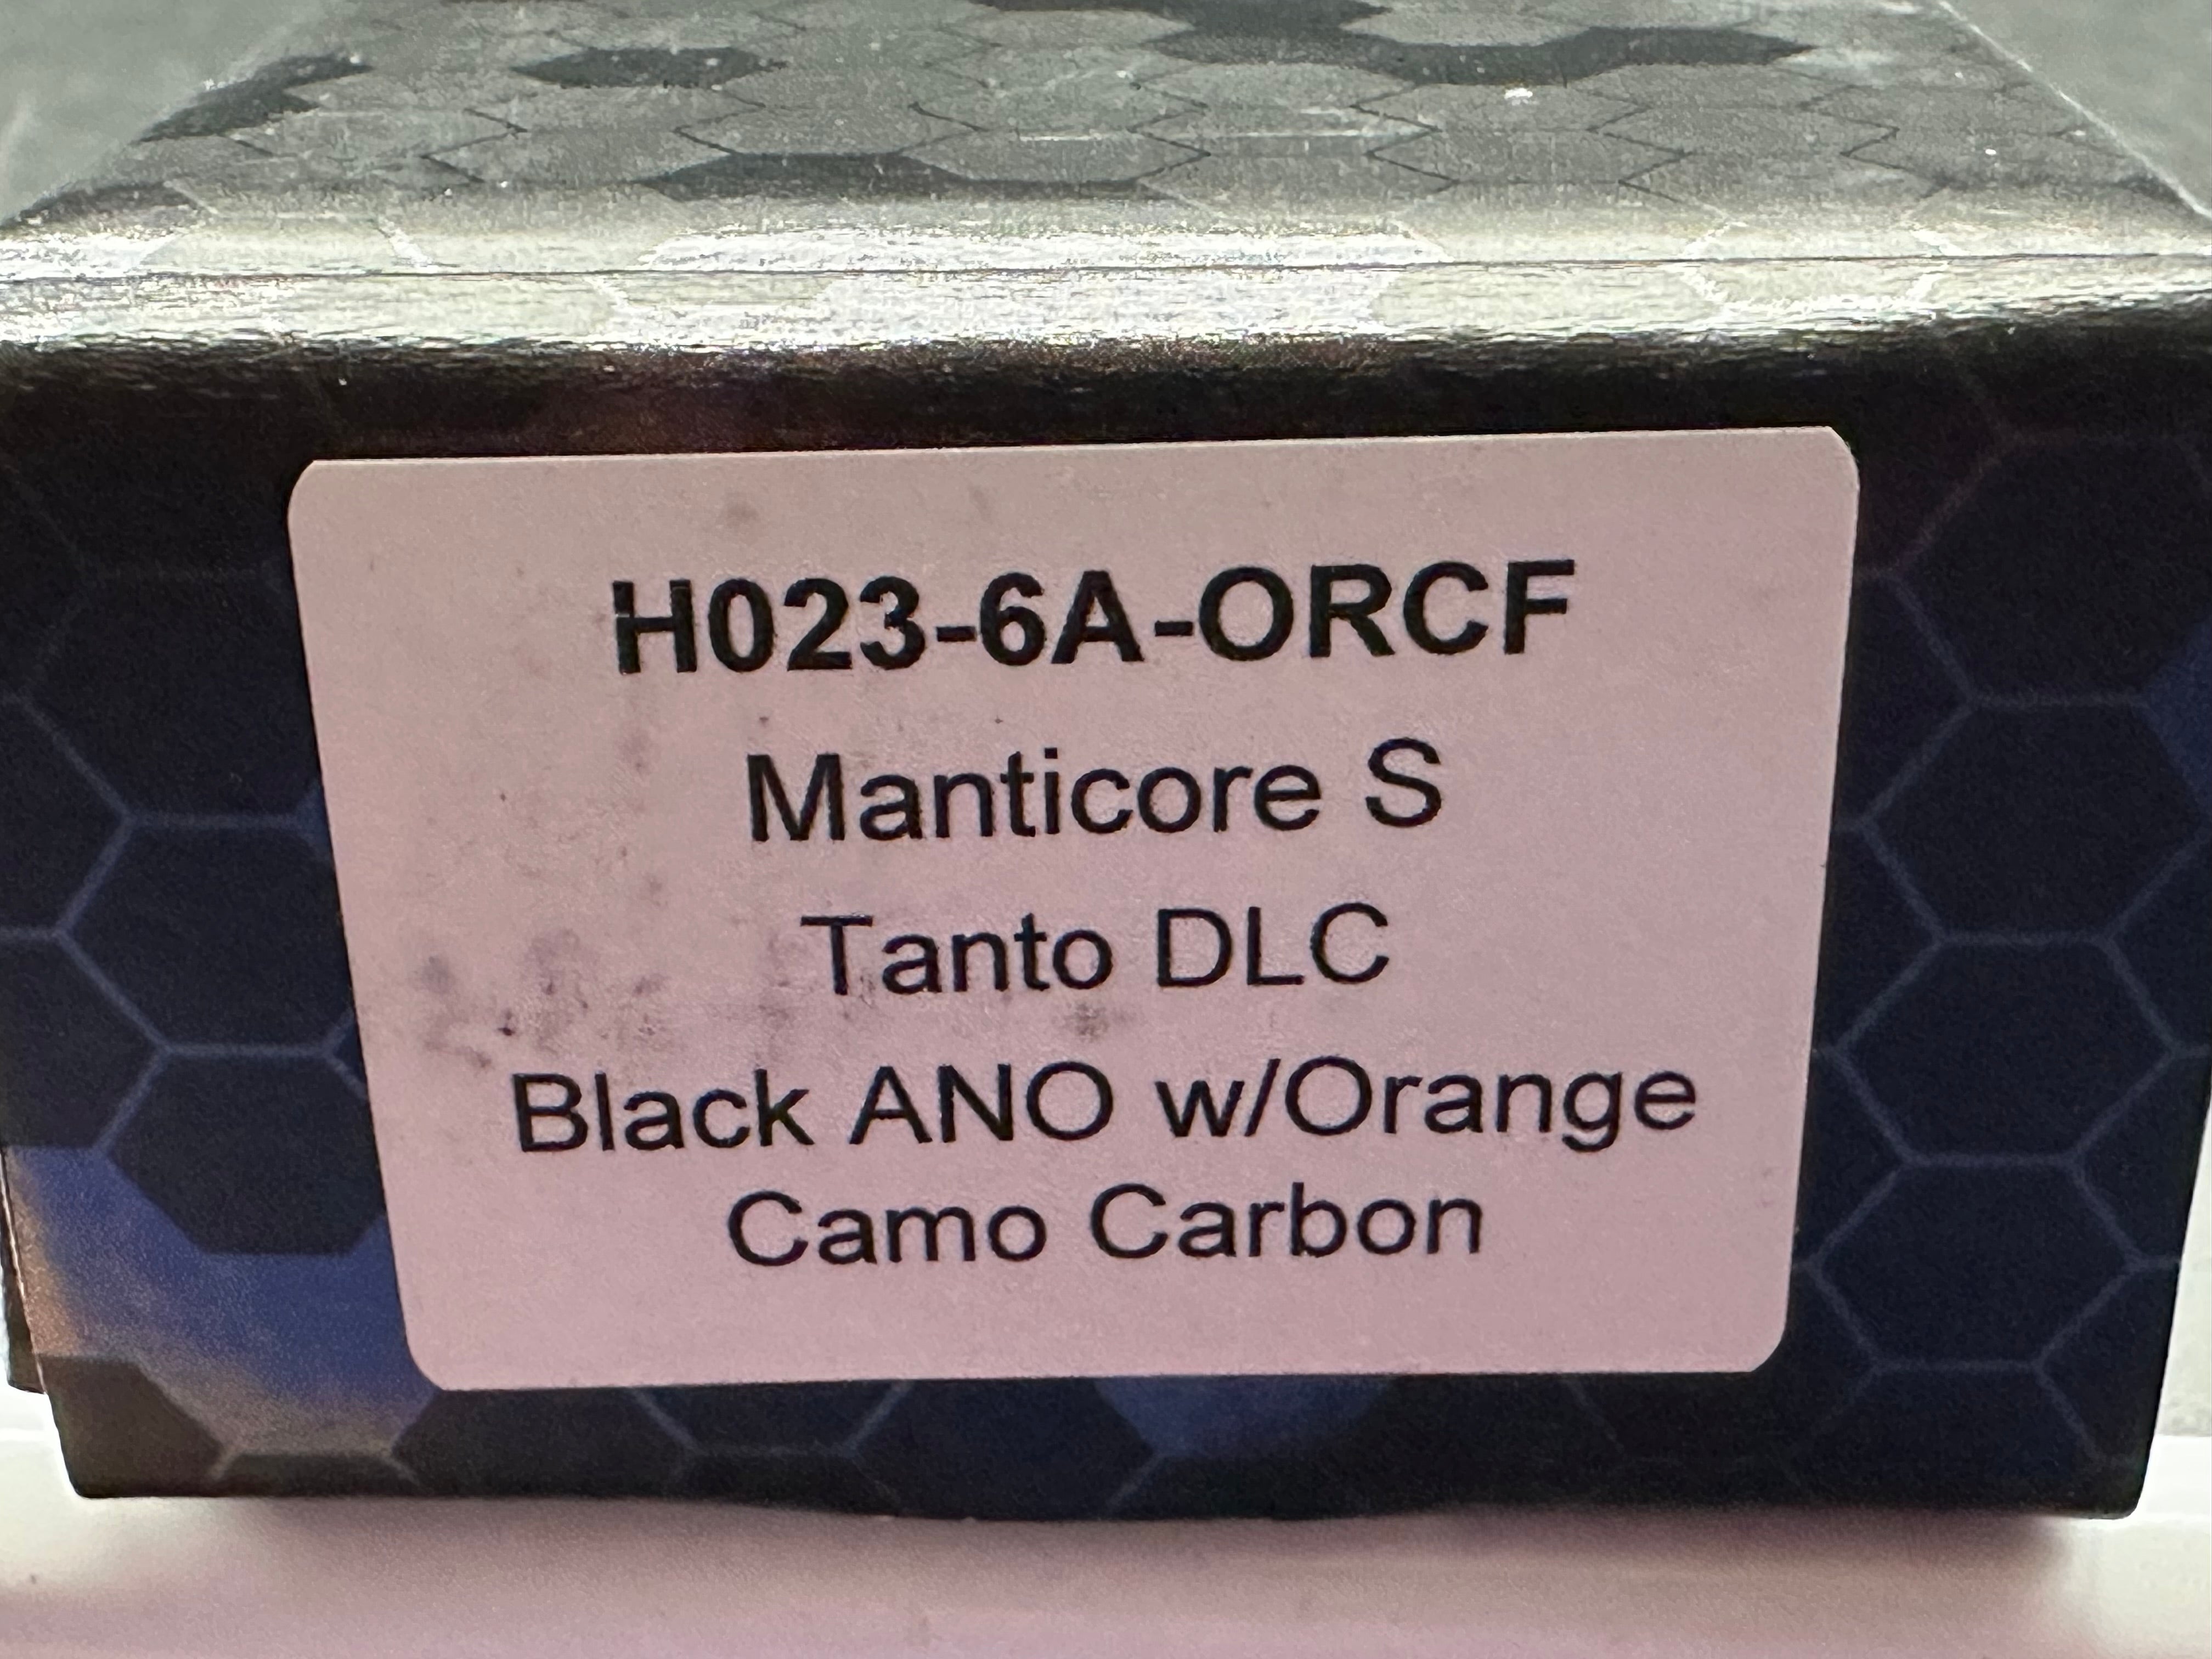 H023-6A-ORCF
Manticore S
Tanto DLC
Black ANO w/Orange
Camo Carbon